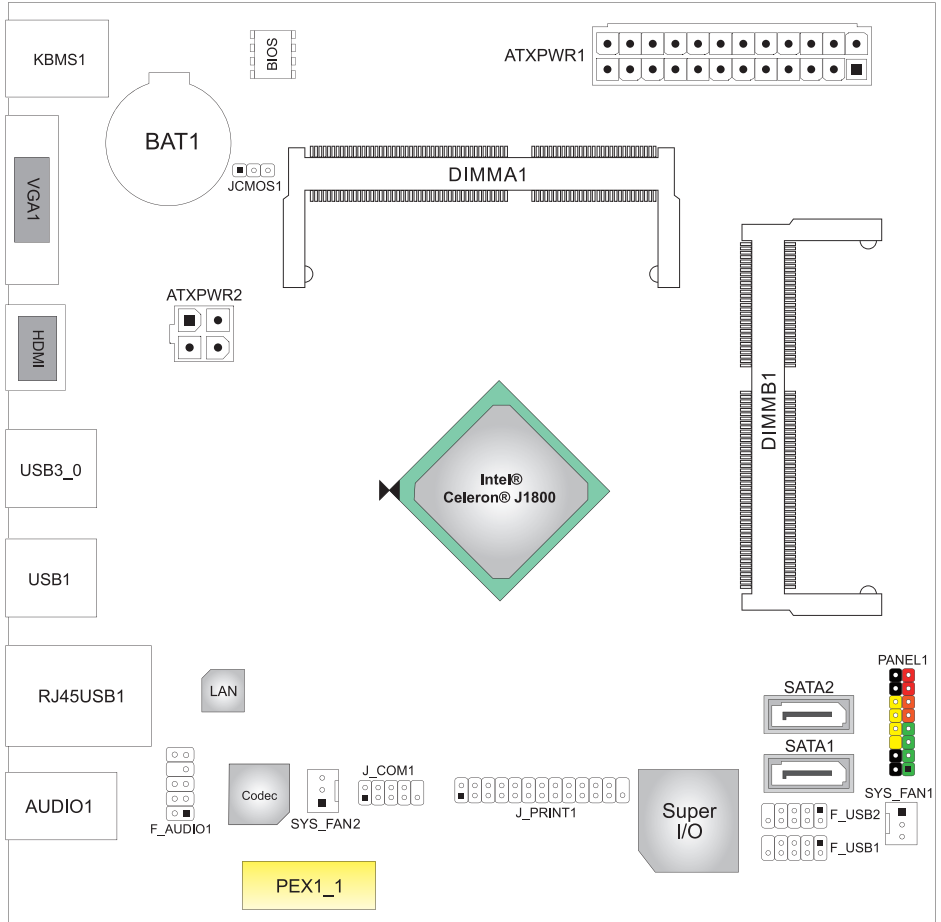 KBMS1
BIOS
ATXPWR1
BAT1
JCMOS1
DIMMA1
VGA1
ATXPWR2
HDMI
DIMMB1
USB3_0
Intel®
Celeron® J1800
USB1
RJ45USB1
LAN
PANEL1
SATA2
SATA1
AUDIO1
F_AUDIO1
Codec
SYS_FAN2
J_COM1
J_PRINT1
Super
I/O
SYS_FAN1
F_USB2
F_USB1
PEX1_1